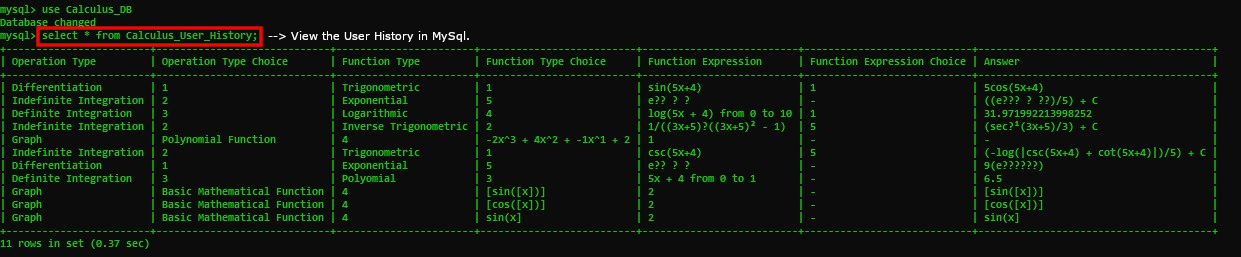 mysql> use Calculus_DB
Database changed
mysql> select * from Calculus_User_History; --> View the User History in MySql.
| Operation Type | Operation Type Choice | Function Type | Function Type Choice | Function Expression | Function Expression Choice | Answer |
| Differentiation | 1 | Trigonometric | 1 | sin(5x+4) | 1 | 5cos(5x+4) |
| Indefinite Integration | 2 | Exponential | 5 | e?? ? ? | - | ((e??? ? ??)/5) + C |
| Definite Integration | 3 | Logarithmic | 4 | log(5x + 4) from 0 to 10 | 1 | 31.971992213998252 |
| Indefinite Integration | 2 | Inverse Trigonometric | 2 | 1/((3x+5)?((3x+5)² - 1) | 5 | (sec?¹(3x+5)/3) + C |
| Graph | Polynomial Function | 4 | -2x^3 + 4x^2 + -1x^1 + 2 | 1 | - | - |
| Indefinite Integration | 2 | Trigonometric | 1 | csc(5x+4) | 5 | (-log(|csc(5x+4) + cot(5x+4)|)/5) + C |
| Differentiation | 1 | Exponential | 5 | e?? ? ? | - | 9(e??????) |
| Definite Integration | 3 | Polyomial | 3 | 5x + 4 from 0 to 1 | - | 6.5 |
| Graph | Basic Mathematical Function | 4 | [sin([x])] | 2 | - | [sin([x])] |
| Graph | Basic Mathematical Function | 4 | [cos([x])] | 2 | - | [cos([x])] |
| Graph | Basic Mathematical Function | 4 | sin(x] | 2 | - | sin(x] |
11 rows in set (0.37 sec)